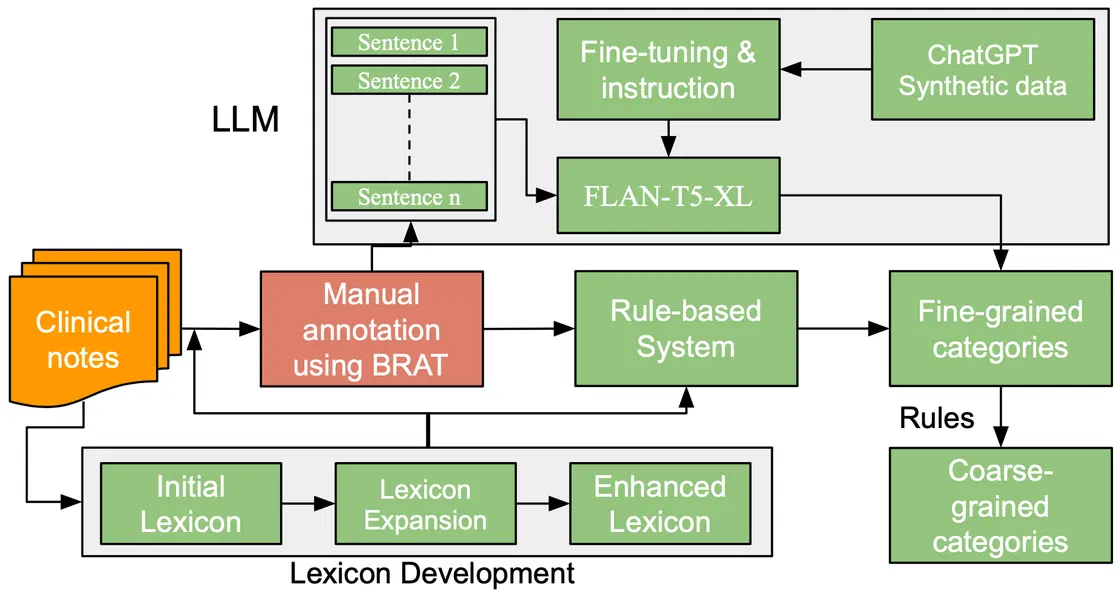 Sentence 1
Sentence 2
Sentence n
Fine-tuning &
instruction
ChatGPT
Synthetic data
LLM
FLAN-T5-XL
Clinical
notes
Manual
annotation
using BRAT
Rule-based
System
Fine-grained
categories
Rules
Initial
Lexicon
Lexicon
Expansion
Enhanced
Lexicon
Coarse-
grained
categories
Lexicon Development